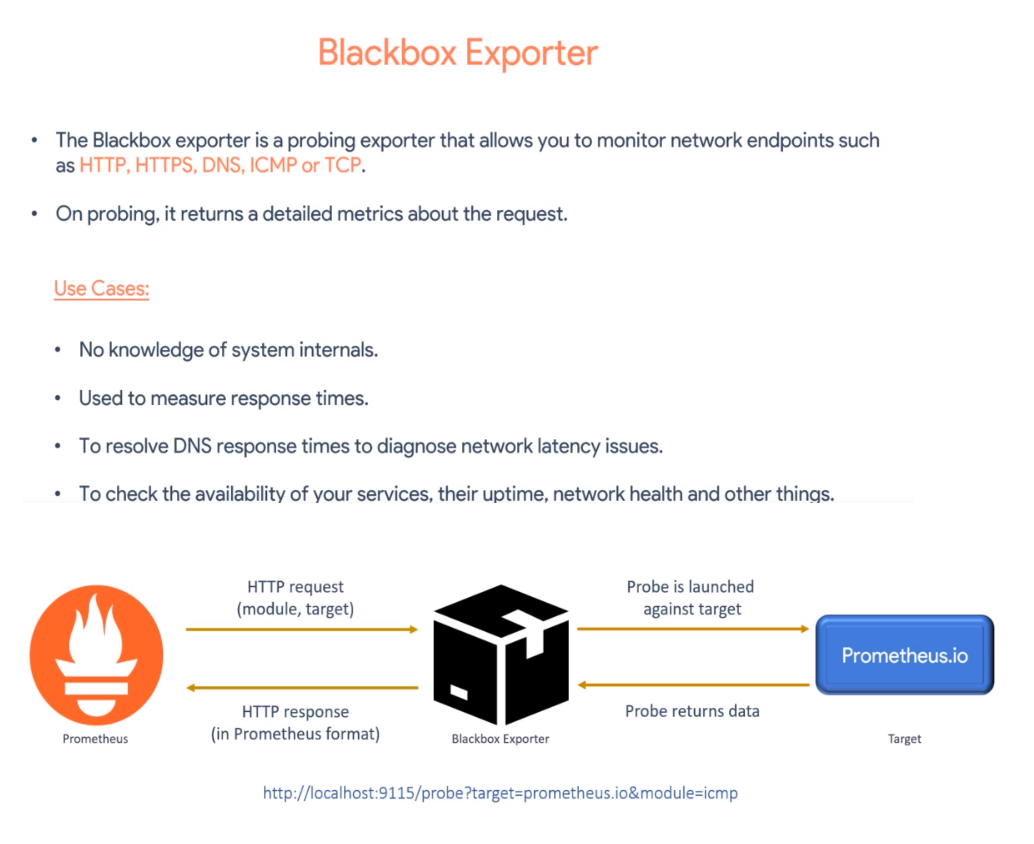 Blackbox Exporter
• The Blackbox exporter is a probing exporter that allows you to monitor network endpoints such
as HTTP, HTTPS, DNS, ICMP or TCP.
• On probing, it returns a detailed metrics about the request.
Use Cases:
• No knowledge of system internals.
• Used to measure response times.
• To resolve DNS response times to diagnose network latency issues.
• To check the availability of your services, their uptime, network health and other things.
HTTP request
(module, target)
Probe is launched
against target
Prometheus.io
HTTP response
(in Prometheus format)
Probe returns data
Prometheus
Blackbox Exporter
Target
http://localhost:9115/probe?target=prometheus.io&module=icmp